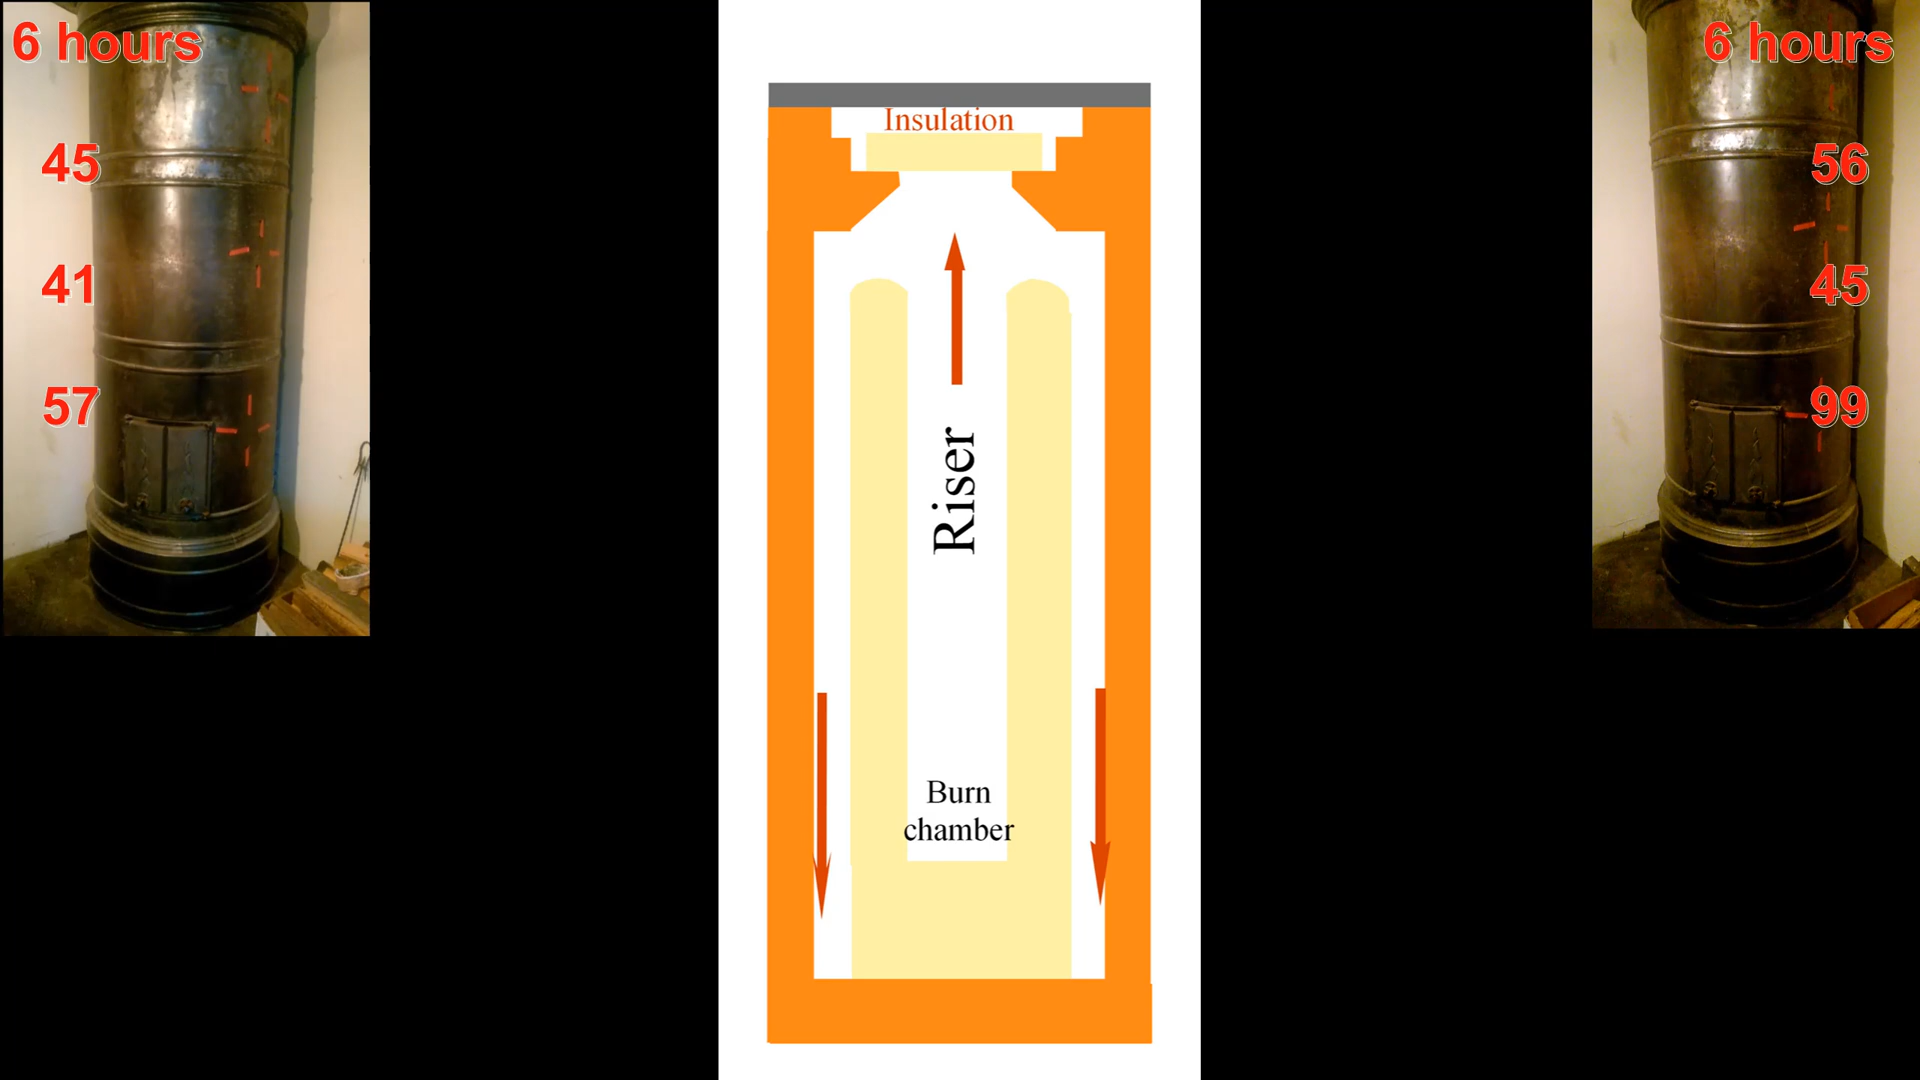 6 hours
45
41
57
Insulation
Riser
Burn
chamber
6 hours
56
45
99